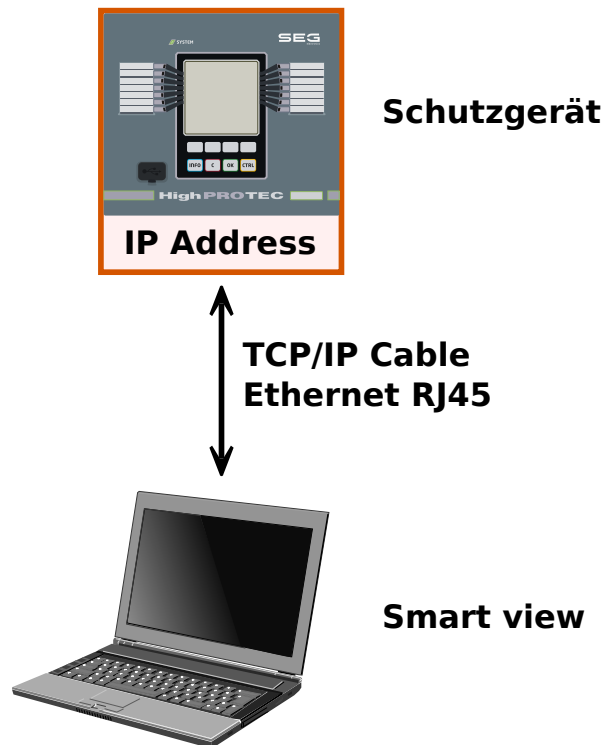 SYSTEM
SEG
Schutzgerät
INFO C OK CTRL
HighPROTEC
IP Address
TCP/IP Cable
Ethernet RJ45
Smart view